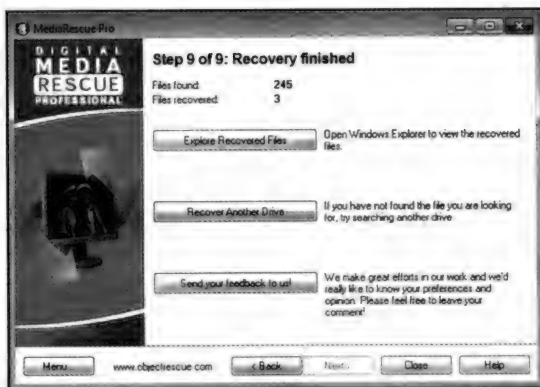 MediaRescue Pro
DIGITAL
MEDIA
RESCUE
PROFESSIONAL
Step 9 of 9: Recovery finished
Files found: 245
Files recovered: 3
Explore Recovered Files
Open Windows Explorer to view the recovered
files.
Recover Another Drive
If you have not found the file you are looking
for, try searching another drive
Send your feedback to us!
We make great efforts in our work and we'd
really like to know your preferences and
opinion. Please feel free to leave your
comment!
Menu...
www.objectrescue.com
< Back
Next...
Close
Help